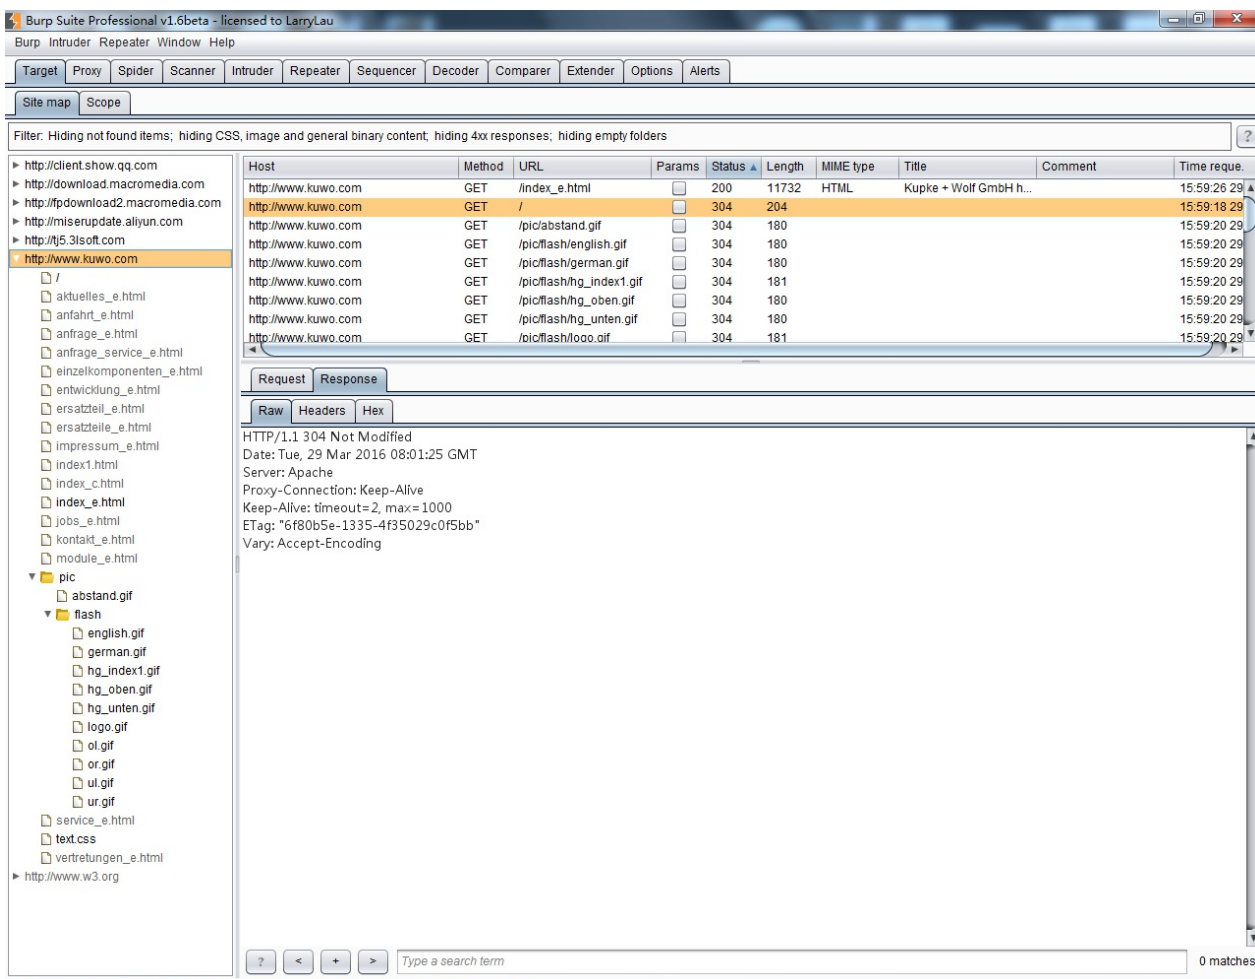 Burp Suite Professional v1.6beta - licensed to LarryLau
Burp Intruder Repeater Window Help
Target Proxy Spider Scanner Intruder Repeater Sequencer Decoder Comparer Extender Options Alerts
Site map Scope
Filter: Hiding not found items; hiding CSS, image and general binary content; hiding 4xx responses; hiding empty folders
?
http://client.show.qq.com
http://download.macromedia.com
http://fpdownload2.macromedia.com
http://miserupdate.aliyun.com
http://tj5.3lsoft.com
http://www.kuwo.com
/
aktuelles_e.html
anfahrt_e.html
anfrage_e.html
anfrage_service_e.html
einzelkomponenten_e.html
entwicklung_e.html
ersatzteil_e.html
ersatzteile_e.html
impressum_e.html
index1.html
index_c.html
index_e.html
jobs_e.html
kontakt_e.html
module_e.html
pic
abstand.gif
flash
english.gif
german.gif
hg_index1.gif
hg_oben.gif
hg_unten.gif
logo.gif
ol.gif
or.gif
ul.gif
ur.gif
service_e.html
text.css
vertretungen_e.html
http://www.w3.org
Host Method URL Params Status Length MIME type Title Comment Time reque.
http://www.kuwo.com GET /index_e.html 200 11732 HTML Kupke + Wolf GmbH h... 15:59:26 29
http://www.kuwo.com GET / 304 204 15:59:18 29
http://www.kuwo.com GET /pic/abstand.gif 304 180 15:59:20 29
http://www.kuwo.com GET /pic/flash/english.gif 304 180 15:59:20 29
http://www.kuwo.com GET /pic/flash/german.gif 304 180 15:59:20 29
http://www.kuwo.com GET /pic/flash/hg_index1.gif 304 181 15:59:20 29
http://www.kuwo.com GET /pic/flash/hg_oben.gif 304 180 15:59:20 29
http://www.kuwo.com GET /pic/flash/hg_unten.gif 304 180 15:59:20 29
http://www.kuwo.com GET /pic/flash/logo.gif 304 181 15:59:20 29
Request Response
Raw Headers Hex
HTTP/1.1 304 Not Modified
Date: Tue, 29 Mar 2016 08:01:25 GMT
Server: Apache
Proxy-Connection: Keep-Alive
Keep-Alive: timeout=2, max=1000
ETag: "6f80b5e-1335-4f35029c0f5bb"
Vary: Accept-Encoding
? < + > Type a search term 0 matches